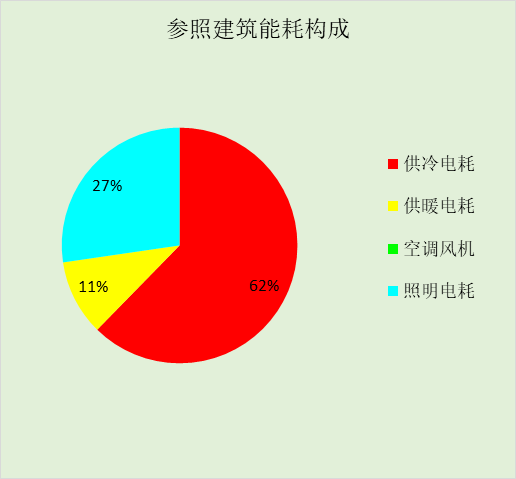 参照建筑能耗构成
供冷电耗
27%
供暖电耗
空调风机
11%
62%
照明电耗